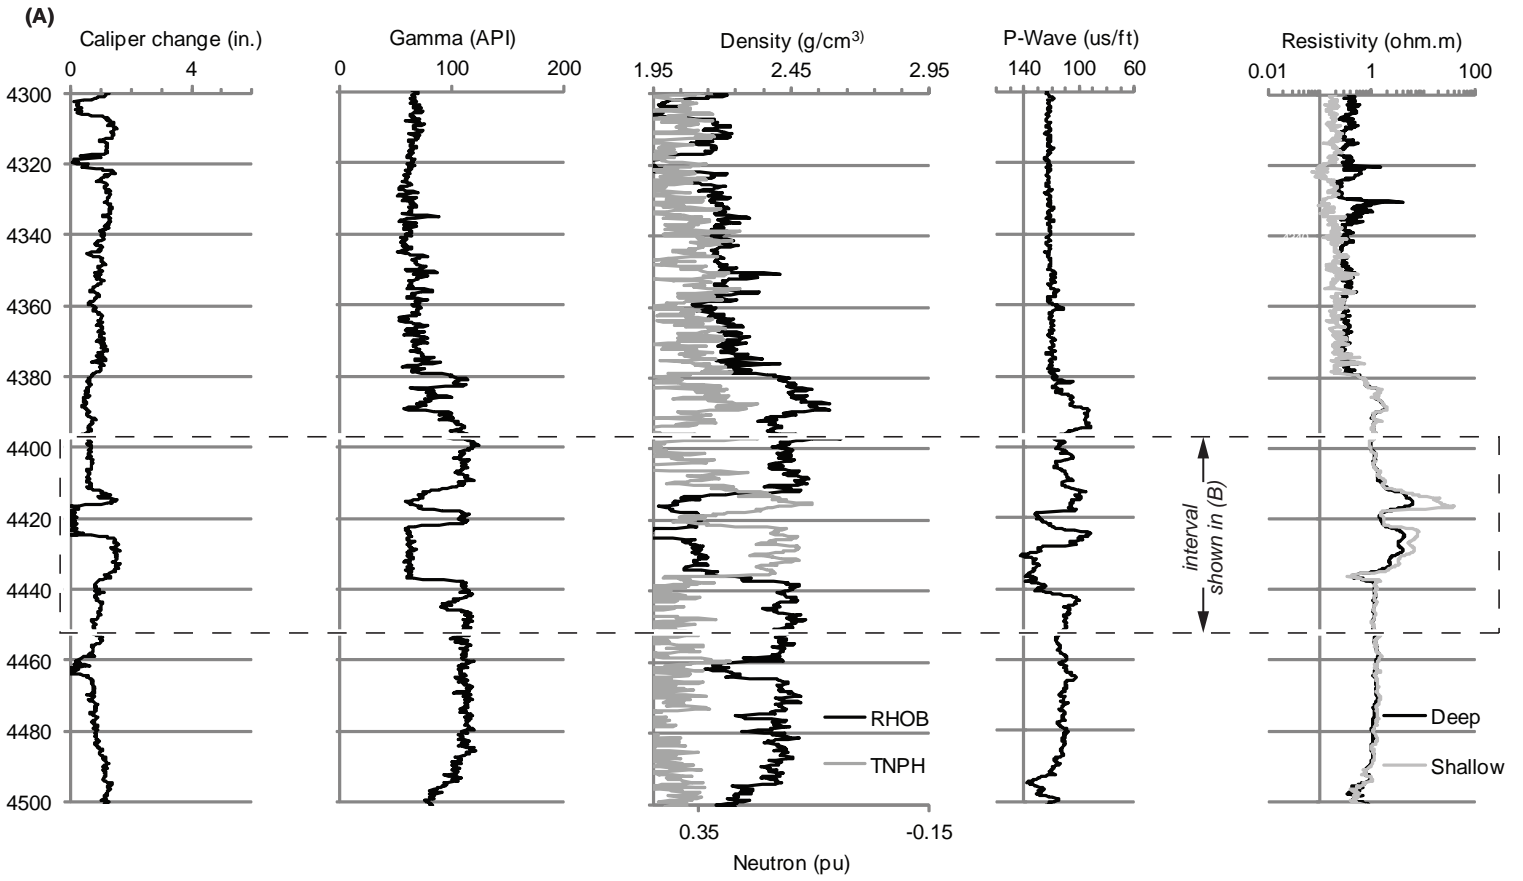 (A)
Caliper change (in.)
Gamma (API)
Density (g/cm3)
P-Wave (us/ft)
Resistivity (ohm.m)
0 4
0 100 200
1.95 2.45 2.95
140 100 60
0.01 1 100
4300
4320
4340
4340
4360
4380
4400
4420
4440
4460
4480
4500
interval
shown in (B)
RHOB
TNPH
Deep
Shallow
0.35 -0.15
Neutron (pu)